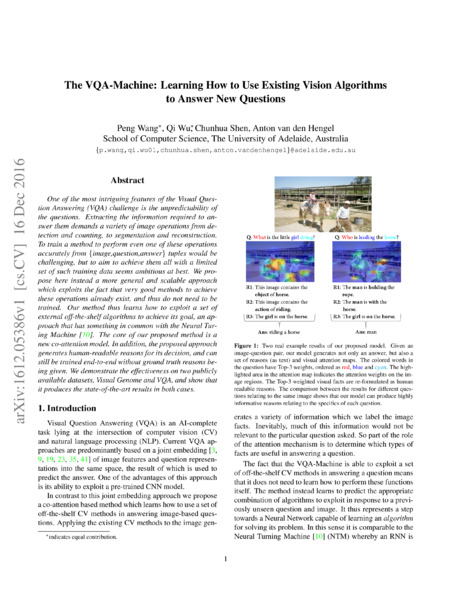 The VQA-Machine: Learning How to Use Existing Vision Algorithms
to Answer New Questions
Peng Wang*, Qi Wu*, Chunhua Shen, Anton van den Hengel
School of Computer Science, The University of Adelaide, Australia
{p.wang,qi.wu01,chunhua.shen,anton.vandenhengel}@adelaide.edu.au
arXiv:1612.05386v1 [cs.CV] 16 Dec 2016
Abstract
One of the most intriguing features of the Visual Ques-
tion Answering (VQA) challenge is the unpredictability of
the questions. Extracting the information required to an-
swer them demands a variety of image operations from de-
tection and counting, to segmentation and reconstruction.
To train a method to perform even one of these operations
accurately from {image,question,answer} tuples would be
challenging, but to aim to achieve them all with a limited
set of such training data seems ambitious at best. We pro-
pose here instead a more general and scalable approach
which exploits the fact that very good methods to achieve
these operations already exist, and thus do not need to be
trained. Our method thus learns how to exploit a set of
external off-the-shelf algorithms to achieve its goal, an ap-
proach that has something in common with the Neural Tur-
ing Machine [10]. The core of our proposed method is a
new co-attention model. In addition, the proposed approach
generates human-readable reasons for its decision, and can
still be trained end-to-end without ground truth reasons be-
ing given. We demonstrate the effectiveness on two publicly
available datasets, Visual Genome and VQA, and show that
it produces the state-of-the-art results in both cases.
1. Introduction
Visual Question Answering (VQA) is an AI-complete
task lying at the intersection of computer vision (CV)
and natural language processing (NLP). Current VQA ap-
proaches are predominantly based on a joint embedding [3,
9, 19, 23, 35, 41] of image features and question represen-
tations into the same space, the result of which is used to
predict the answer. One of the advantages of this approach
is its ability to exploit a pre-trained CNN model.
In contrast to this joint embedding approach we propose
a co-attention based method which learns how to use a set of
off-the-shelf CV methods in answering image-based ques-
tions. Applying the existing CV methods to the image gen-
*indicates equal contribution.
Q: What is the little girl doing?
R1: This image contains the
object of horse.
R2: This image contains the
action of riding.
R3: The girl is on the horse.
Ans: riding a horse
Q: Who is leading the horse?
R1: The man is holding the
rope.
R2: The man is with the
horse.
R3: The girl is on the horse.
Ans: man
Figure 1: Two real example results of our proposed model. Given an
image-question pair, our model generates not only an answer, but also a
set of reasons (as text) and visual attention maps. The colored words in
the question have Top-3 weights, ordered as red, blue and cyan. The high-
lighted area in the attention map indicates the attention weights on the im-
age regions. The Top-3 weighted visual facts are re-formulated as human
readable reasons. The comparison between the results for different ques-
tions relating to the same image shows that our model can produce highly
informative reasons relating to the specifics of each question.
erates a variety of information which we label the image
facts. Inevitably, much of this information would not be
relevant to the particular question asked. So part of the role
of the attention mechanism is to determine which types of
facts are useful in answering a question.
The fact that the VQA-Machine is able to exploit a set
of off-the-shelf CV methods in answering a question means
that it does not need to learn how to perform these functions
itself. The method instead learns to predict the appropriate
combination of algorithms to exploit in response to a previ-
ously unseen question and image. It thus represents a step
towards a Neural Network capable of learning an algorithm
for solving its problem. In this sense it is comparable to the
Neural Turing Machine [10] (NTM) whereby an RNN is
1